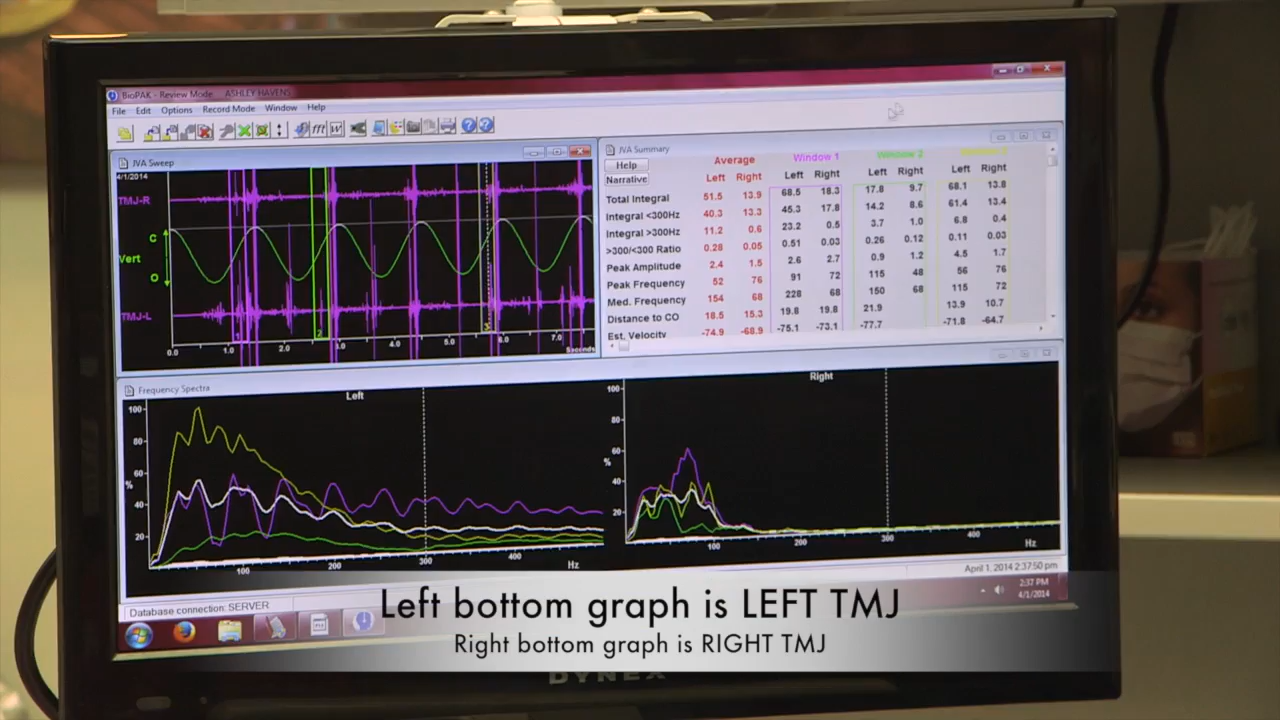 BioPAK - Review Mode ASHLEY HAVENS
File Edit Options Record Mode Window Help
JVA Sweep
4/1/2014
TMJ-R
C
Vert
O
TMJ-L
0.0 1.0 2.0 3.0 4.0 5.0 6.0 7.0
Seconds
2
3
JVA Summary
Help
Narrative
Average Window 1 Window 2
Left Right Left Right Left Right Left Right
Total Integral 51.5 13.9 68.5 18.3 17.8 9.7 68.1 13.8
Integral <300Hz 40.3 13.3 45.3 17.8 14.2 8.6 61.4 13.4
Integral >300Hz 11.2 0.6 23.2 0.5 3.7 1.0 6.8 0.4
>300/<300 Ratio 0.28 0.05 0.51 0.03 0.26 0.12 0.11 0.03
Peak Amplitude 2.4 1.5 2.6 2.7 0.9 1.2 4.5 1.7
Peak Frequency 52 76 91 72 115 48 56 76
Med. Frequency 154 68 228 68 150 68 115 72
Distance to CO 18.5 15.3 19.8 19.8 21.9 13.9 10.7
Est. Velocity -74.9 -68.9 -75.1 -73.1 -77.7 -71.8 -64.7
Frequency Spectra
Left
100
80
60
%
40
20
100 300 400 Hz
Right
100
80
60
%
40
20
100 200 300 400 Hz
April 1, 2014 2:37:50 pm
Database connection: SERVER
2:37 PM
4/1/2014
Left bottom graph is LEFT TMJ
Right bottom graph is RIGHT TMJ
DYNEX